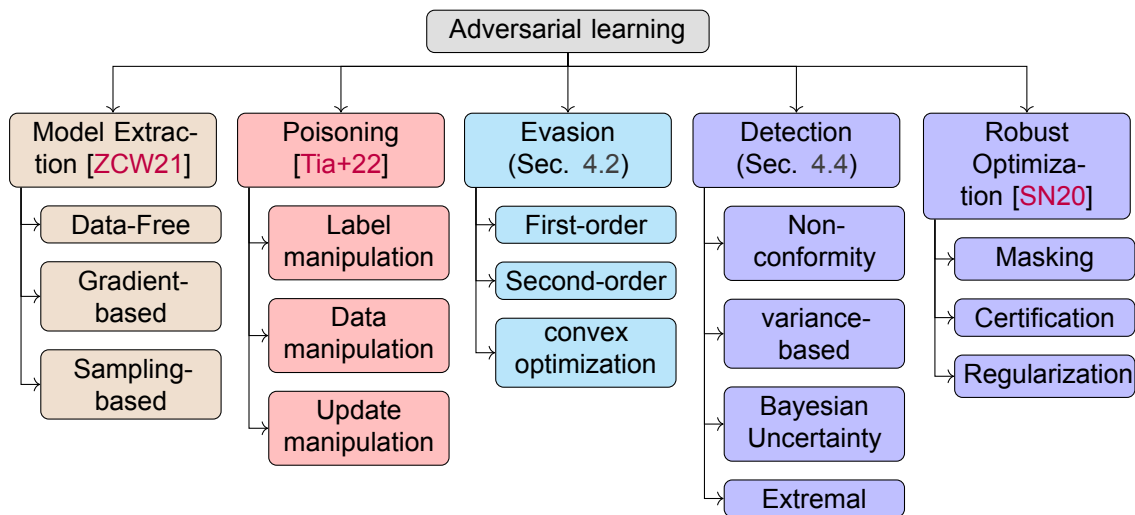 Adversarial learning
Model Extrac-
tion [ZCW21]
Data-Free
Gradient-
based
Sampling-
based
Poisoning
[Tia+22]
Label
manipulation
Data
manipulation
Update
manipulation
Evasion
(Sec. 4.2)
First-order
Second-order
convex
optimization
Detection
(Sec. 4.4)
Non-
conformity
variance-
based
Bayesian
Uncertainty
Extremal
Robust
Optimiza-
tion [SN20]
Masking
Certification
Regularization